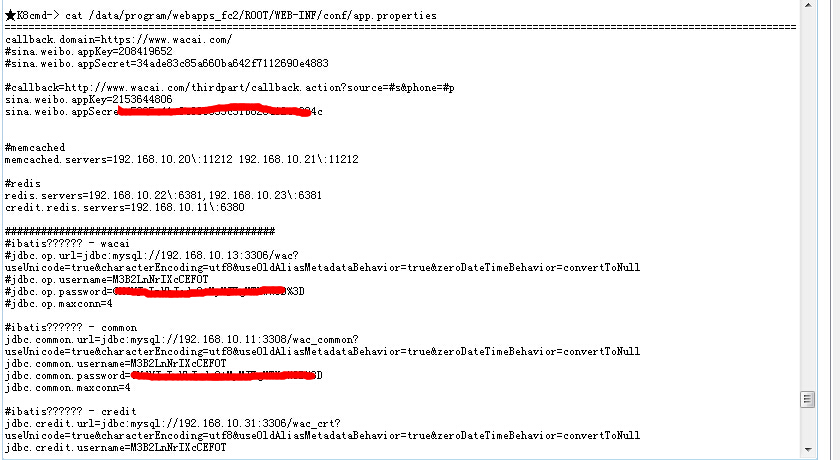 ★K8cmd-> cat /data/program/webapps_fc2/ROOT/WEB-INF/conf/app.properties
====================================================================================================
callback.domain=https://www.wacai.com/
#sina.weibo.appKey=208419652
#sina.weibo.appSecret=34ade83c85a660ba642f7112690e4883
#callback=http://www.wacai.com/thirdpart/callback.action?source=#s&phone=#p
sina.weibo.appKey=2153644806
sina.weibo.appSecre
#memcached
memcached.servers=192.168.10.20\:11212 192.168.10.21\:11212
#redis
redis.servers=192.168.10.22\:6381,192.168.10.23\:6381
credit.redis.servers=192.168.10.11\:6380
#############################################
#ibatis?????? - wacai
#jdbc.op.url=jdbc:mysql://192.168.10.13:3306/wac?
useUnicode=true&characterEncoding=utf8&useOldAliasMetadataBehavior=true&zeroDateTimeBehavior=convertToNull
#jdbc.op.username=M3B2LnNrIXcCEFOT
#jdbc.op.password=
#jdbc.op.maxconn=4
#ibatis?????? - common
jdbc.common.url=jdbc:mysql://192.168.10.11:3308/wac_common?
useUnicode=true&characterEncoding=utf8&useOldAliasMetadataBehavior=true&zeroDateTimeBehavior=convertToNull
jdbc.common.username=M3B2LnNrIXcCEFOT
jdbc.common.password=
jdbc.common.maxconn=4
#ibatis?????? - credit
jdbc.credit.url=jdbc:mysql://192.168.10.31:3306/wac_crt?
useUnicode=true&characterEncoding=utf8&useOldAliasMetadataBehavior=true&zeroDateTimeBehavior=convertToNull
jdbc.credit.username=M3B2LnNrIXcCEFOT